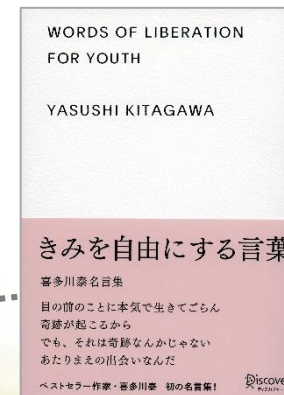 WORDS OF LIBERATION
FOR YOUTH
YASUSHI KITAGAWA
きみを自由にする言葉
喜多川泰名言集
目の前のことに本気で生きてごらん
奇跡が起こるから
でも、それは奇跡なんかじゃない
あたりまえの出会いなんだ
ベストセラー作家・喜多川泰 初の名言集!
Discover